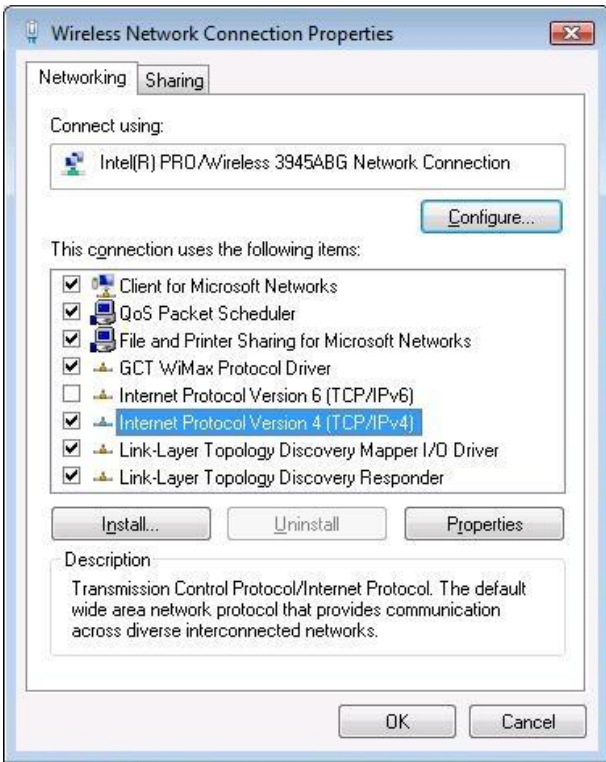 Wireless Network Connection Properties
Networking
Sharing
Connect using:
Intel(R) PRO/Wireless 3945ABG Network Connection
Configure...
This connection uses the following items:
Client for Microsoft Networks
QoS Packet Scheduler
File and Printer Sharing for Microsoft Networks
GCT WiMax Protocol Driver
Internet Protocol Version 6 (TCP/IPv6)
Internet Protocol Version 4 (TCP/IPv4)
Link-Layer Topology Discovery Mapper I/O Driver
Link-Layer Topology Discovery Responder
Install...
Uninstall
Properties
Description
Transmission Control Protocol/Internet Protocol. The default
wide area network protocol that provides communication
across diverse interconnected networks.
OK
Cancel